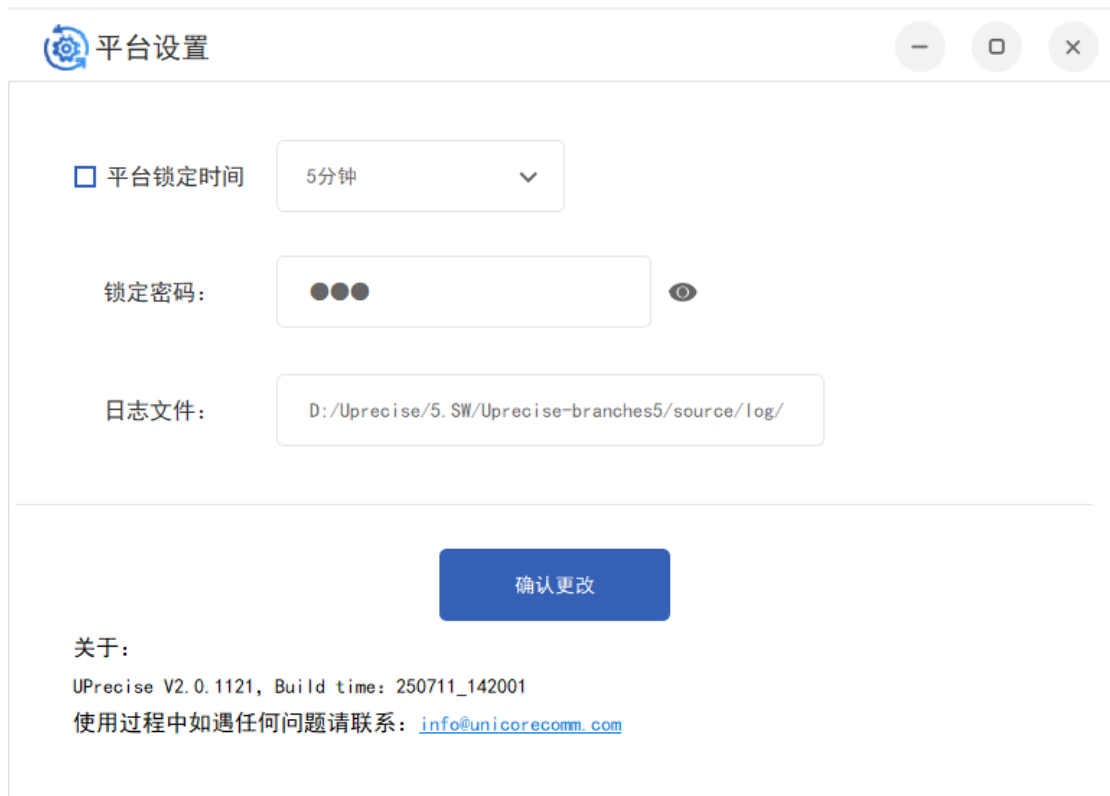 平台设置
平台锁定时间 5分钟
锁定密码: ●●●
日志文件: D:/Uprecise/5.SW/Uprecise-branches5/source/log/
确认更改
关于:
UPrecise V2.0.1121, Build time: 250711_142001
使用过程中如遇任何问题请联系: info@unicorecomm.com